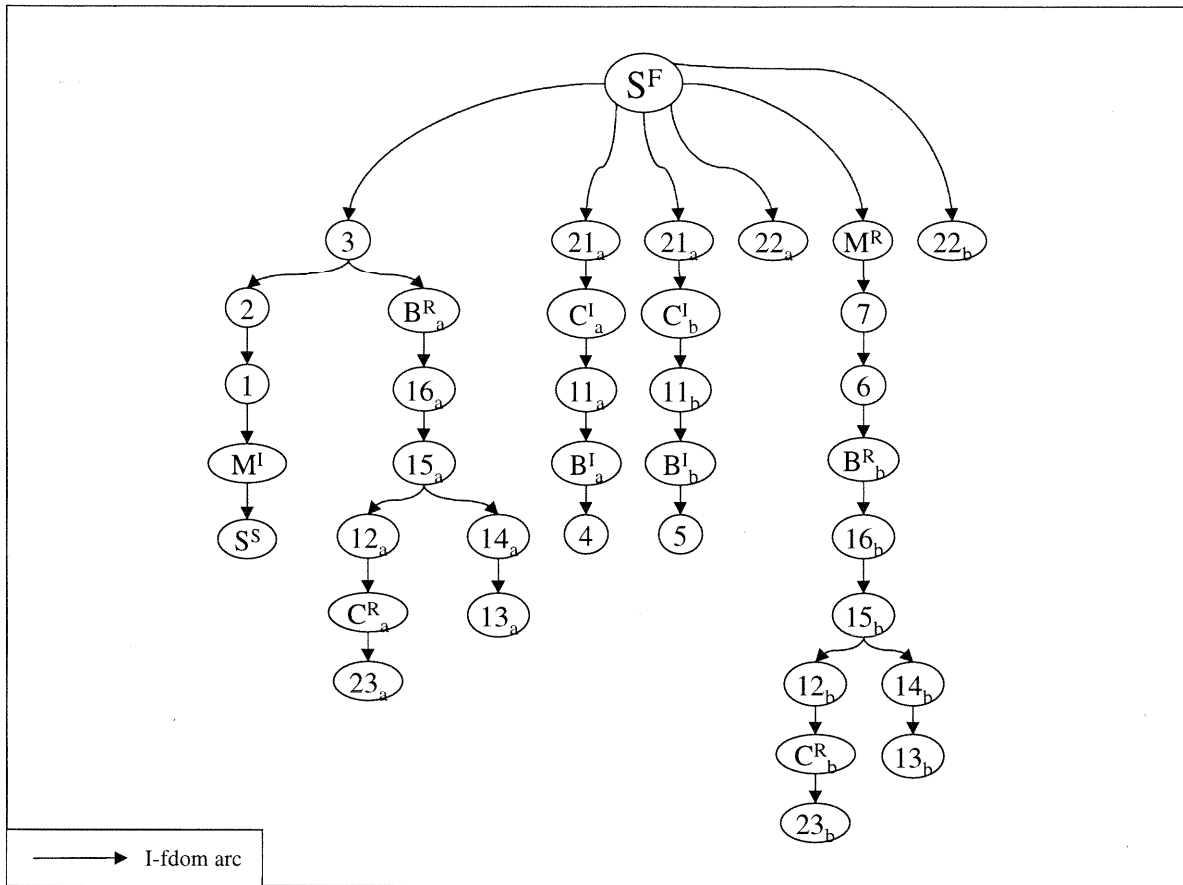 S^F
3 21_a 21_a 22_a M^R 22_b
2 B^R_a C^I_a C^I_b 7
1 16_a 11_a 11_b 6
M^I 15_a B^I_a B^I_b B^R_b
S^S 12_a 14_a 4 5 16_b
C^R_a 13_a 15_b
23_a 12_b 14_b
C^R_b 13_b
23_b
I-fdom arc